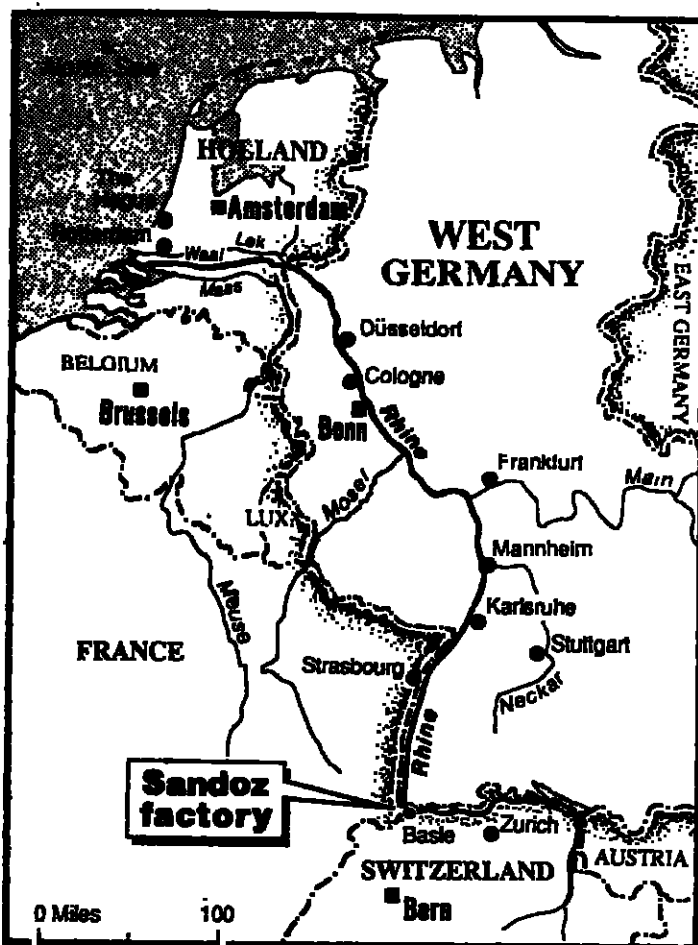 HOLLAND
Amsterdam
Rotterdam
Lek
Waal
Maas
WEST
GERMANY
EAST GERMANY
Düsseldorf
BELGIUM
Cologne
Brussels
Bonn
Rhine
Frankfurt
Main
Mosel
LUX.
Mannheim
Meuse
Karlsruhe
FRANCE
Strasbourg
Stuttgart
Neckar
Rhine
Sandoz
factory
Basle
Zurich
SWITZERLAND
AUSTRIA
Bern
0 Miles 100